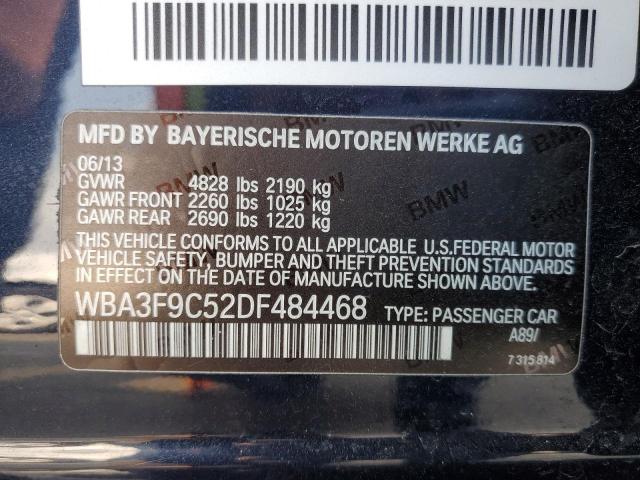 MFD BY BAYERISCHE MOTOREN WERKE AG
06/13
GVWR 4828 lbs 2190 kg
GAWR FRONT 2260 lbs 1025 kg
GAWR REAR 2690 lbs 1220 kg
THIS VEHICLE CONFORMS TO ALL APPLICABLE U.S.FEDERAL MOTOR
VEHICLE SAFETY, BUMPER AND THEFT PREVENTION STANDARDS
IN EFFECT ON THE DATE OF MANUFACTURE SHOWN ABOVE.
WBA3F9C52DF484468 TYPE: PASSENGER CAR
A89/
7 315 814